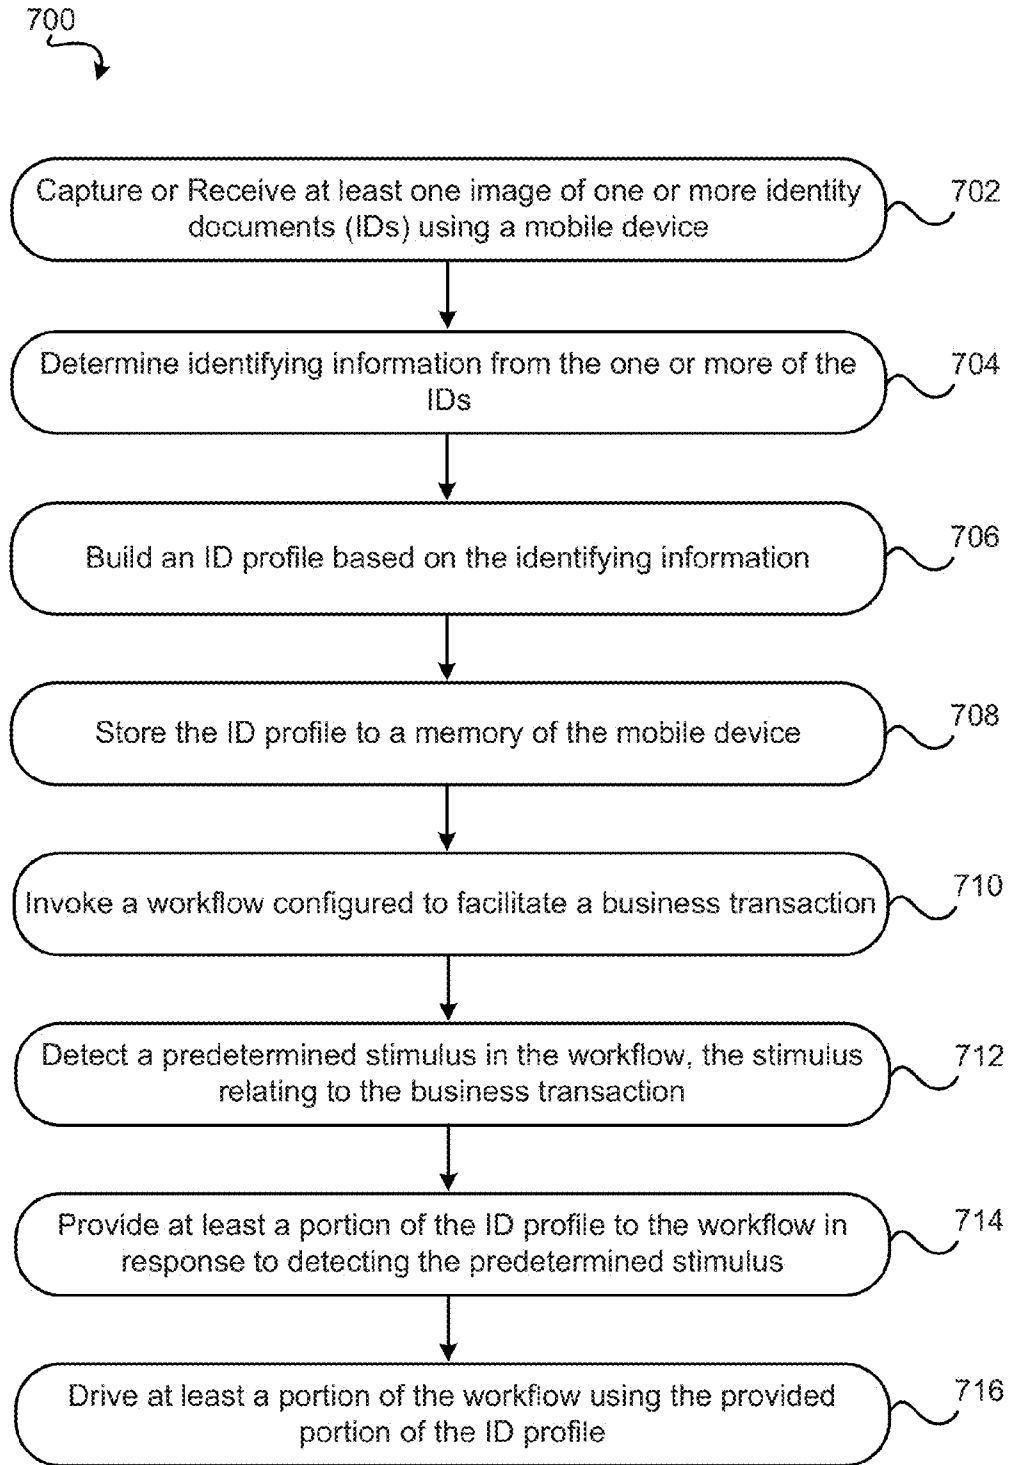 700
Capture or Receive at least one image of one or more identity
documents (IDs) using a mobile device
702
Determine identifying information from the one or more of the
IDs
704
Build an ID profile based on the identifying information
706
Store the ID profile to a memory of the mobile device
708
Invoke a workflow configured to facilitate a business transaction
710
Detect a predetermined stimulus in the workflow, the stimulus
relating to the business transaction
712
Provide at least a portion of the ID profile to the workflow in
response to detecting the predetermined stimulus
714
Drive at least a portion of the workflow using the provided
portion of the ID profile
716